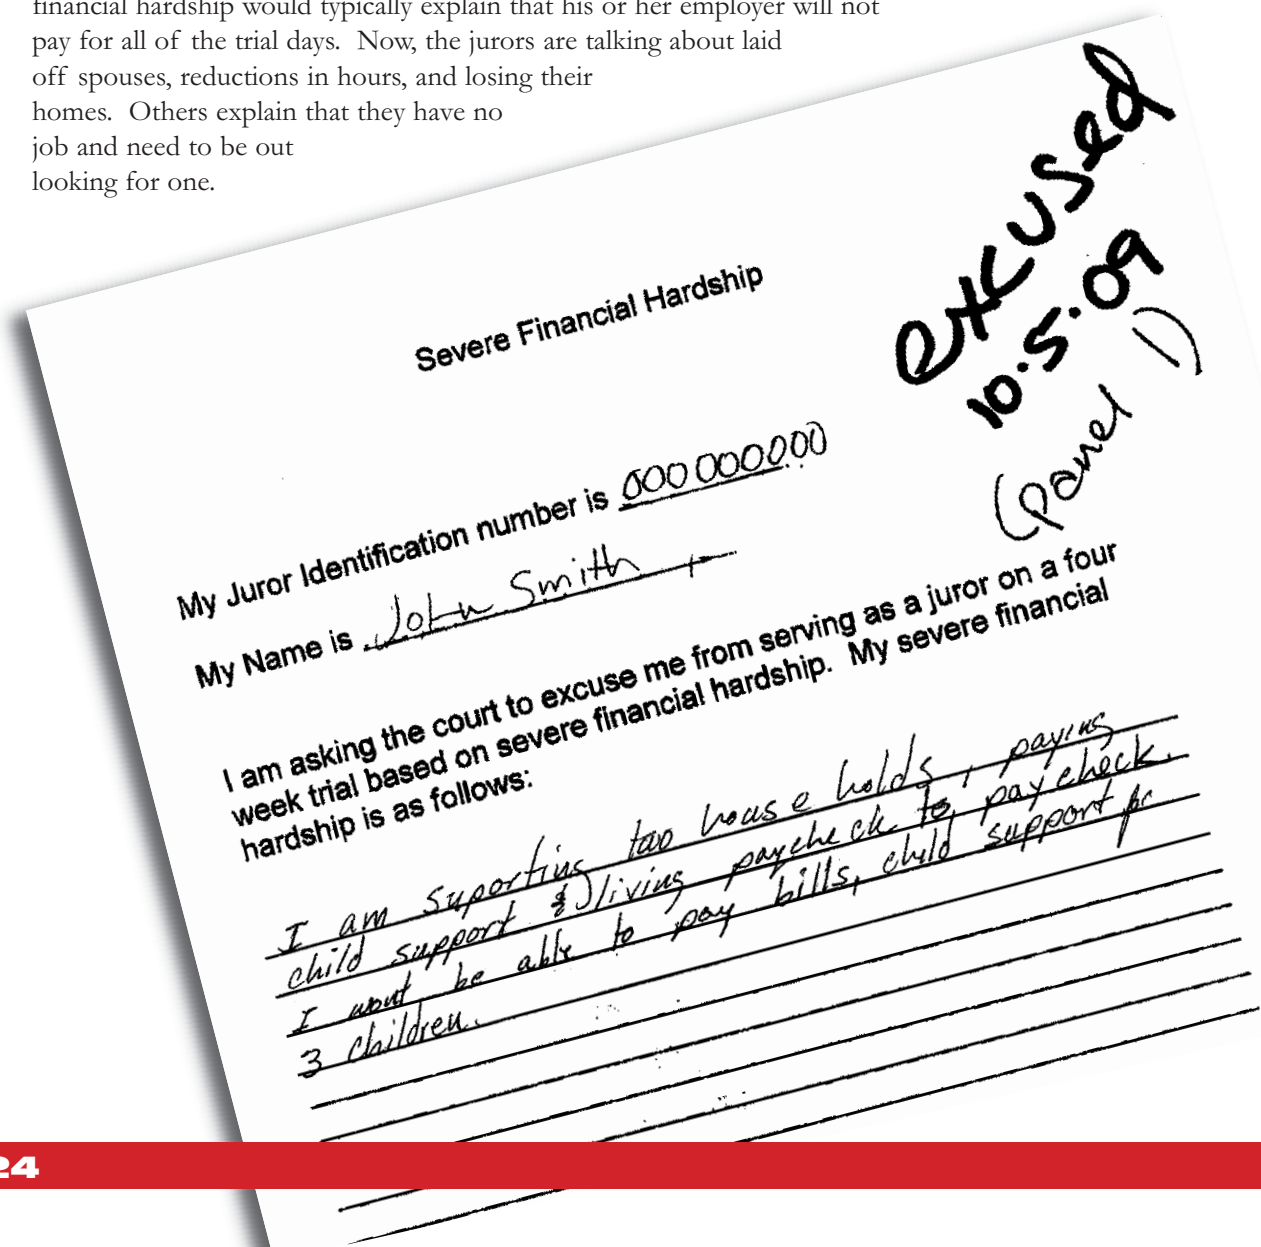 financial hardship would typically explain that his or her employer will not
pay for all of the trial days.  Now, the jurors are talking about laid
off spouses, reductions in hours, and losing their
homes.  Others explain that they have no
job and need to be out
looking for one.
excused
10.5.09
(panel 1)
Severe Financial Hardship
My Juror Identification number is 000 000000
My Name is John Smith
I am asking the court to excuse me from serving as a juror on a four
week trial based on severe financial hardship.  My severe financial
hardship is as follows:
I am suporting two house holds, paying
child support & living paycheck to paycheck.
I wont be able to pay bills, child support for
3 children.
24